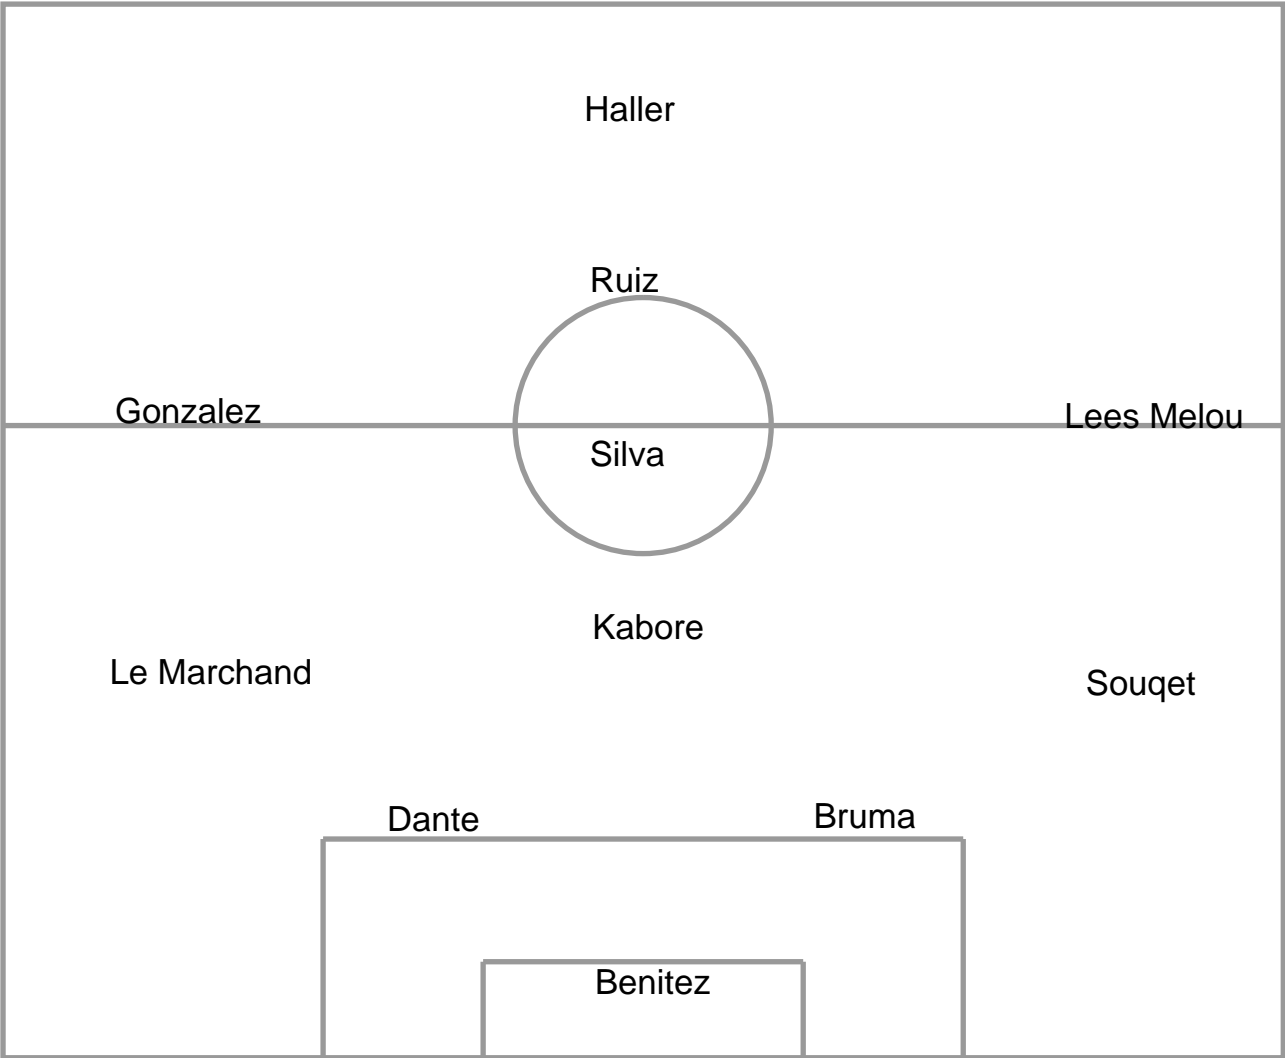 Haller
Ruiz
Gonzalez
Lees Melou
Silva
Kabore
Le Marchand
Souqet
Dante
Bruma
Benitez